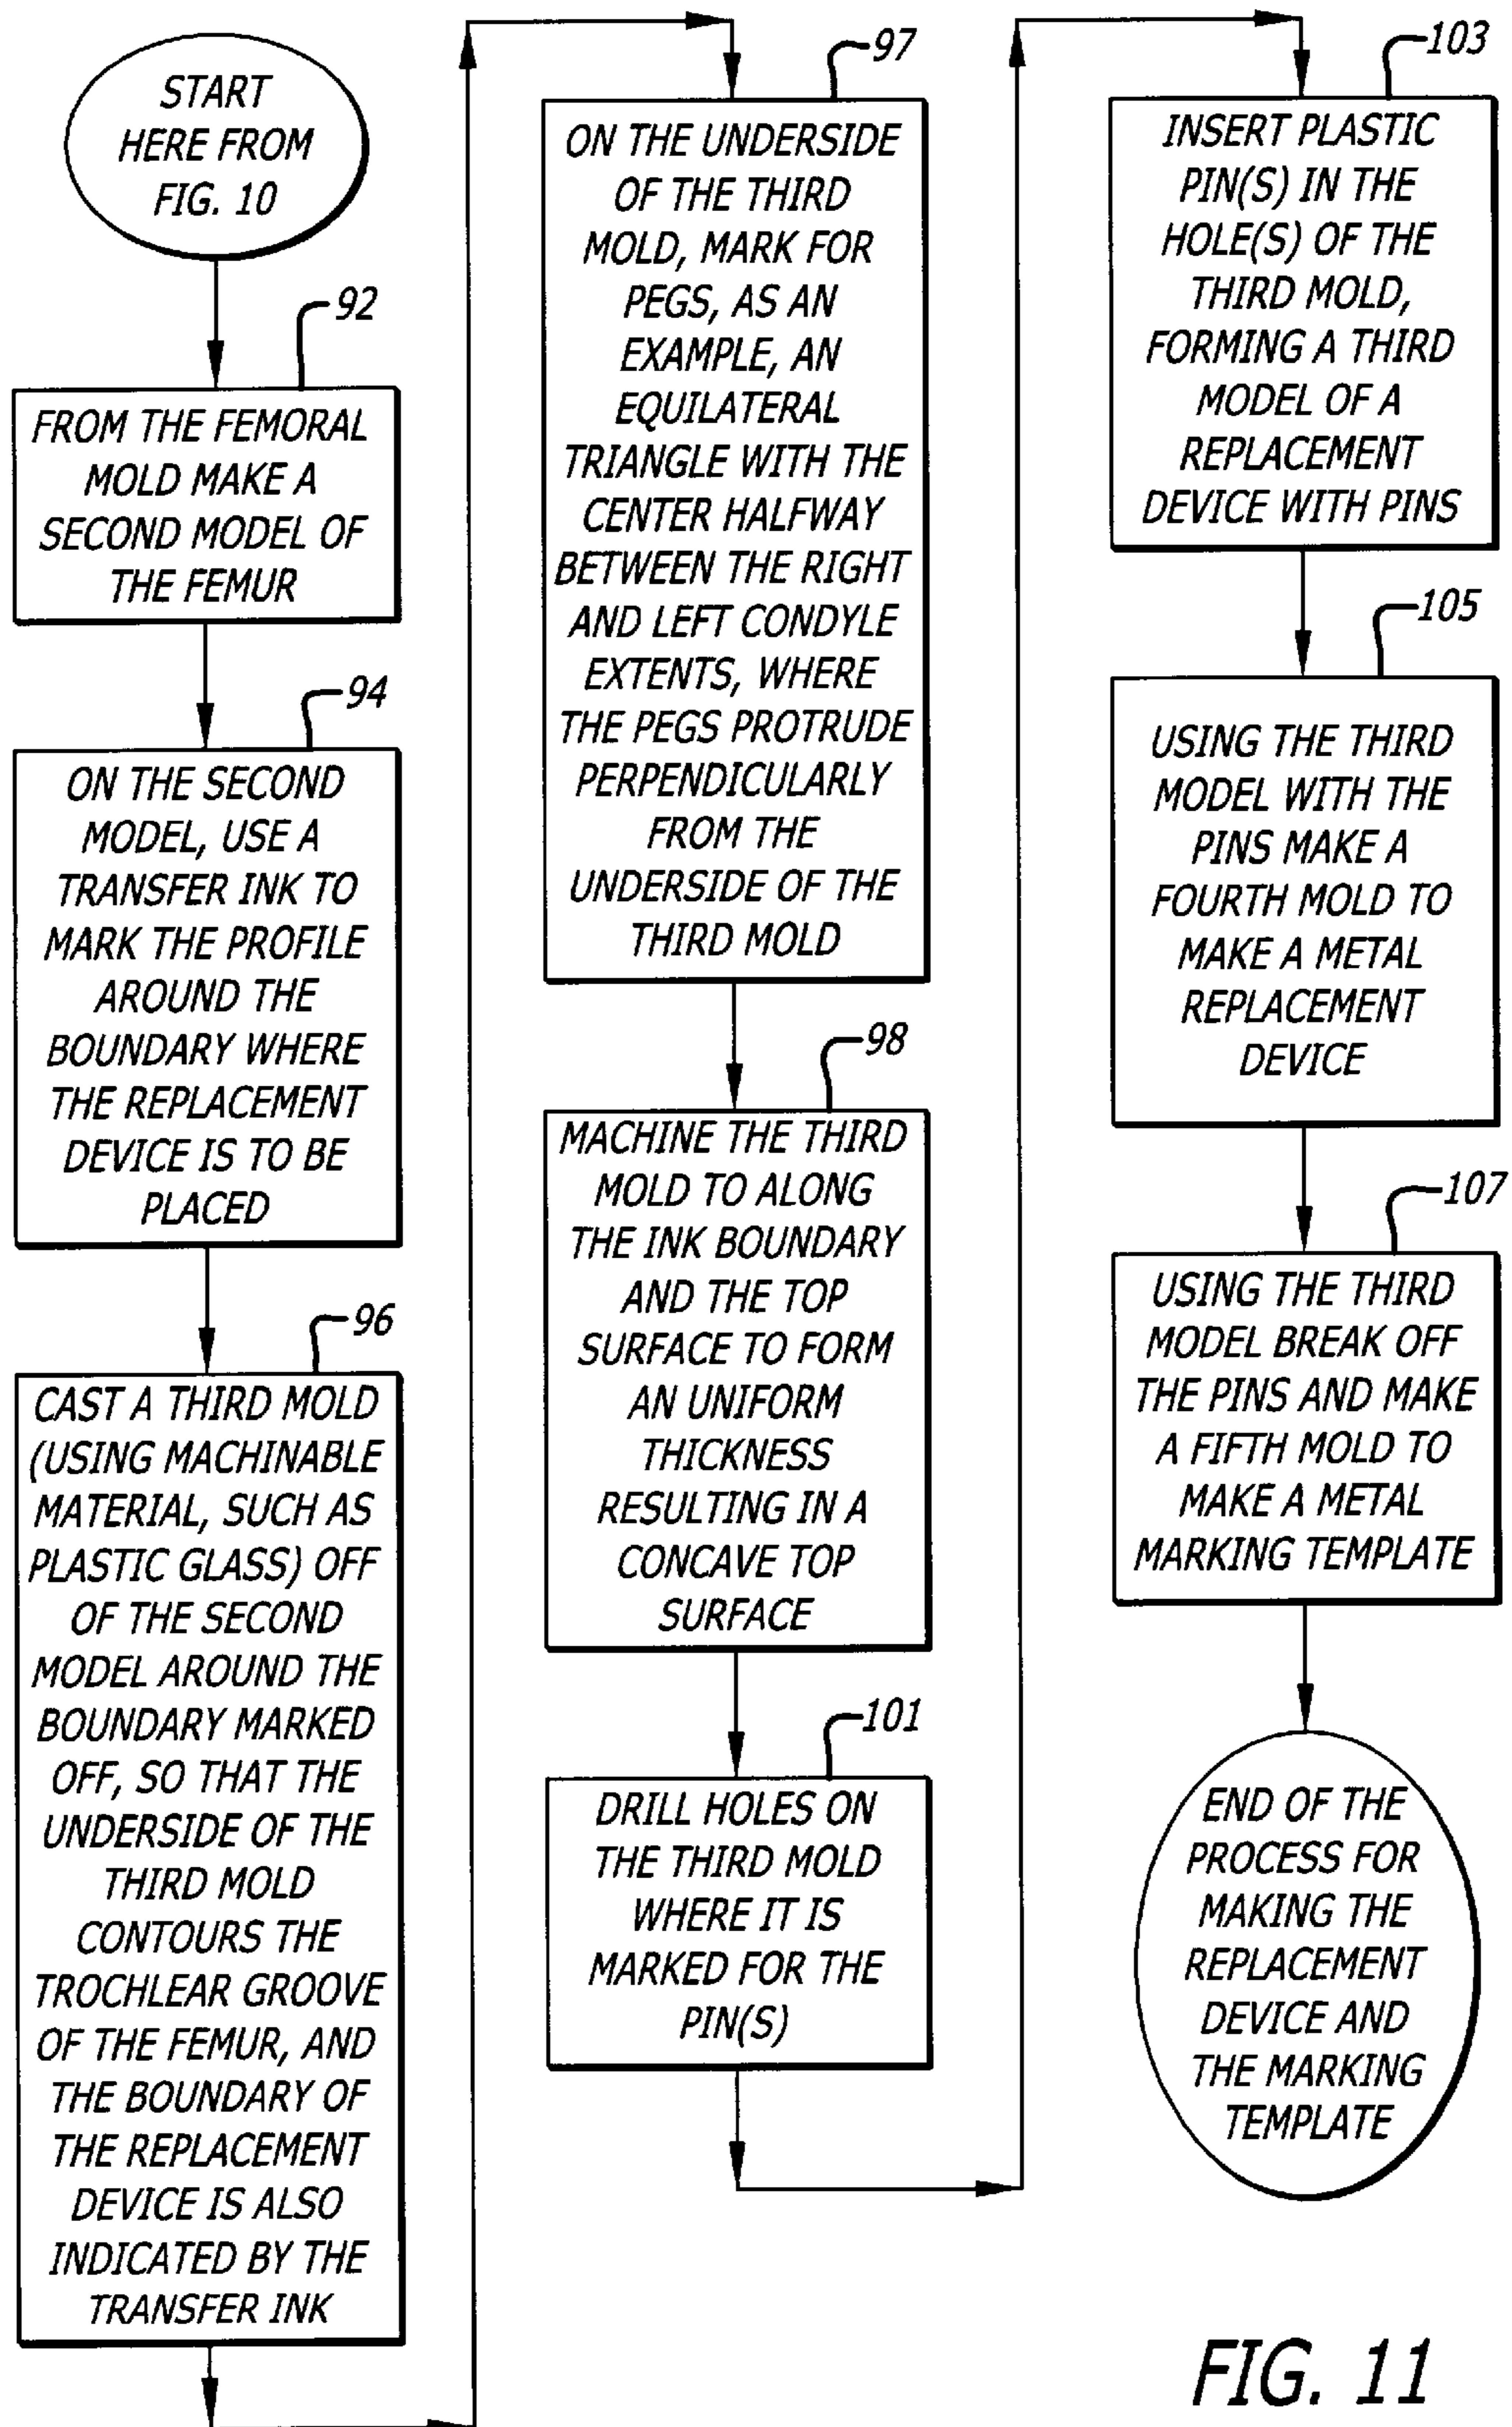 START
HERE FROM
FIG. 10
92
FROM THE FEMORAL
MOLD MAKE A
SECOND MODEL OF
THE FEMUR
94
ON THE SECOND
MODEL, USE A
TRANSFER INK TO
MARK THE PROFILE
AROUND THE
BOUNDARY WHERE
THE REPLACEMENT
DEVICE IS TO BE
PLACED
96
CAST A THIRD MOLD
(USING MACHINABLE
MATERIAL, SUCH AS
PLASTIC GLASS) OFF
OF THE SECOND
MODEL AROUND THE
BOUNDARY MARKED
OFF, SO THAT THE
UNDERSIDE OF THE
THIRD MOLD
CONTOURS THE
TROCHLEAR GROOVE
OF THE FEMUR, AND
THE BOUNDARY OF
THE REPLACEMENT
DEVICE IS ALSO
INDICATED BY THE
TRANSFER INK
97
ON THE UNDERSIDE
OF THE THIRD
MOLD, MARK FOR
PEGS, AS AN
EXAMPLE, AN
EQUILATERAL
TRIANGLE WITH THE
CENTER HALFWAY
BETWEEN THE RIGHT
AND LEFT CONDYLE
EXTENTS, WHERE
THE PEGS PROTRUDE
PERPENDICULARLY
FROM THE
UNDERSIDE OF THE
THIRD MOLD
98
MACHINE THE THIRD
MOLD TO ALONG
THE INK BOUNDARY
AND THE TOP
SURFACE TO FORM
AN UNIFORM
THICKNESS
RESULTING IN A
CONCAVE TOP
SURFACE
101
DRILL HOLES ON
THE THIRD MOLD
WHERE IT IS
MARKED FOR THE
PIN(S)
103
INSERT PLASTIC
PIN(S) IN THE
HOLE(S) OF THE
THIRD MOLD,
FORMING A THIRD
MODEL OF A
REPLACEMENT
DEVICE WITH PINS
105
USING THE THIRD
MODEL WITH THE
PINS MAKE A
FOURTH MOLD TO
MAKE A METAL
REPLACEMENT
DEVICE
107
USING THE THIRD
MODEL BREAK OFF
THE PINS AND MAKE
A FIFTH MOLD TO
MAKE A METAL
MARKING TEMPLATE
END OF THE
PROCESS FOR
MAKING THE
REPLACEMENT
DEVICE AND
THE MARKING
TEMPLATE
FIG. 11